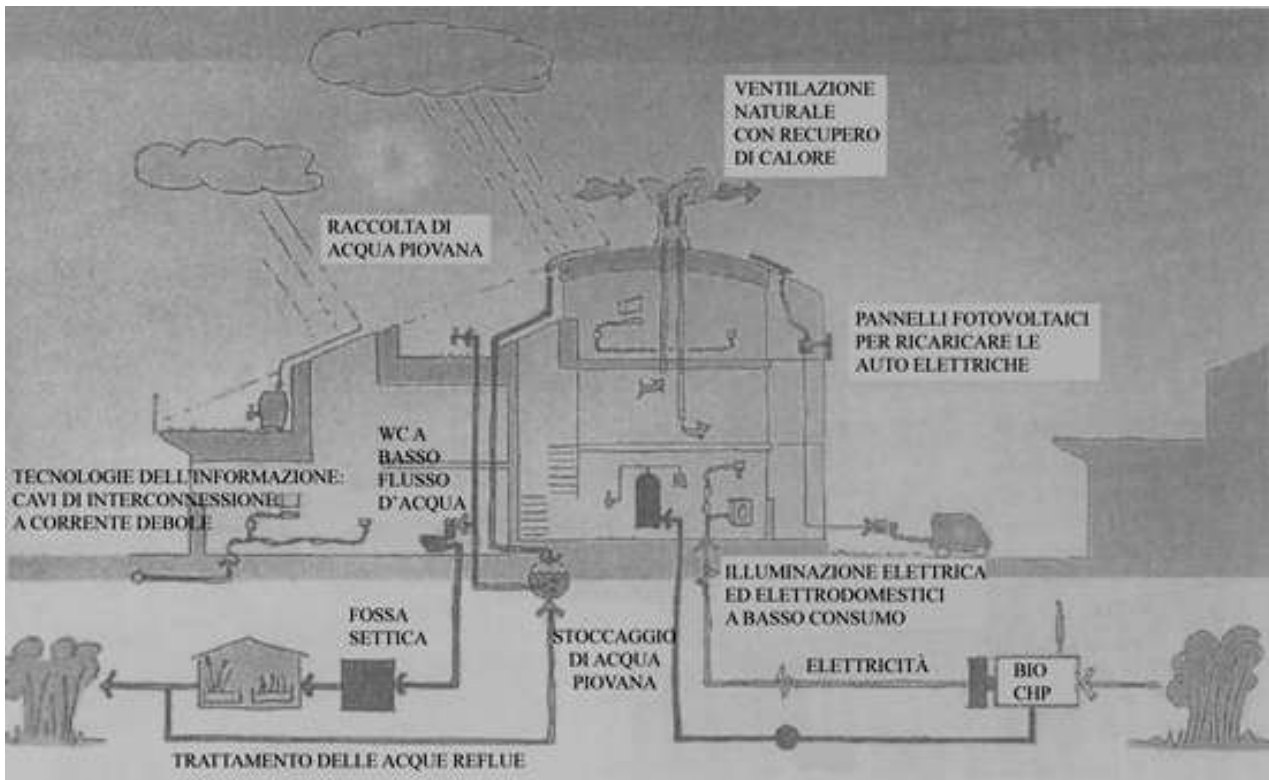 VENTILAZIONE
NATURALE
CON RECUPERO
DI CALORE
RACCOLTA DI
ACQUA PIOVANA
PANNELLI FOTOVOLTAICI
PER RICARICARE LE
AUTO ELETTRICHE
WC A
BASSO
FLUSSO
D'ACQUA
TECNOLOGIE DELL'INFORMAZIONE:
CAVI DI INTERCONNESSIONE
A CORRENTE DEBOLE
ILLUMINAZIONE ELETTRICA
ED ELETTRODOMESTICI
A BASSO CONSUMO
FOSSA
SETTICA
STOCCAGGIO
DI ACQUA
PIOVANA
ELETTRICITÀ
BIO
CHP
TRATTAMENTO DELLE ACQUE REFLUE